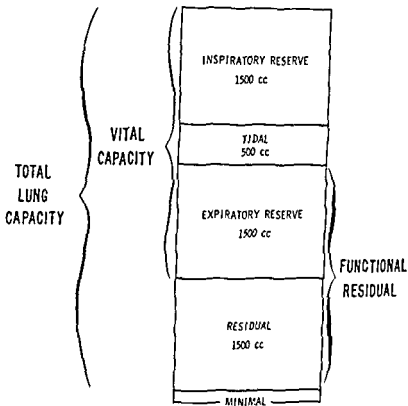 INSPIRATORY RESERVE
1500 cc
TIDAL
500 cc
VITAL
CAPACITY
TOTAL
LUNG
CAPACITY
EXPIRATORY RESERVE
1500 cc
FUNCTIONAL
RESIDUAL
RESIDUAL
1500 cc
MINIMAL